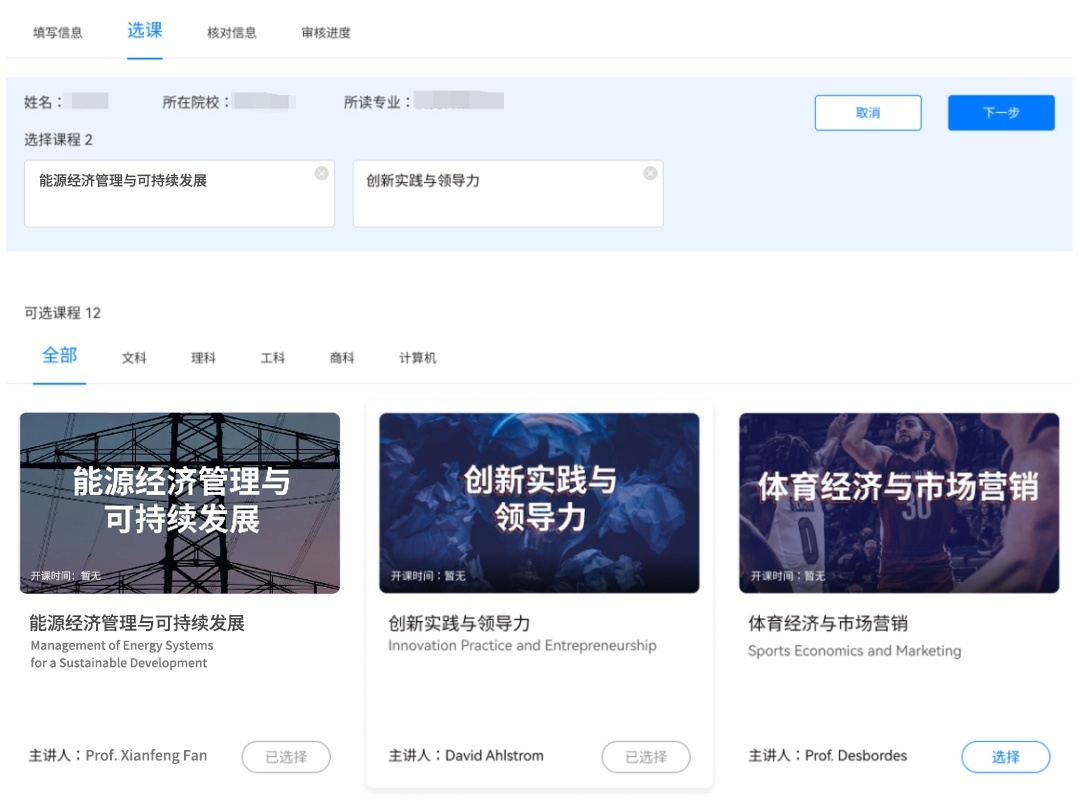 填写信息 选课 核对信息 审核进度
姓名： 所在院校： 所读专业： 取消 下一步
选择课程 2
能源经济管理与可持续发展 创新实践与领导力
可选课程 12
全部 文科 理科 工科 商科 计算机
能源经济管理与
可持续发展
开课时间：暂无
创新实践与
领导力
开课时间：暂无
体育经济与市场营销
30
0
开课时间：暂无
能源经济管理与可持续发展
Management of Energy Systems
for a Sustainable Development
主讲人：Prof. Xianfeng Fan 已选择
创新实践与领导力
Innovation Practice and Entrepreneurship
主讲人：David Ahlstrom 已选择
体育经济与市场营销
Sports Economics and Marketing
主讲人：Prof. Desbordes 选择